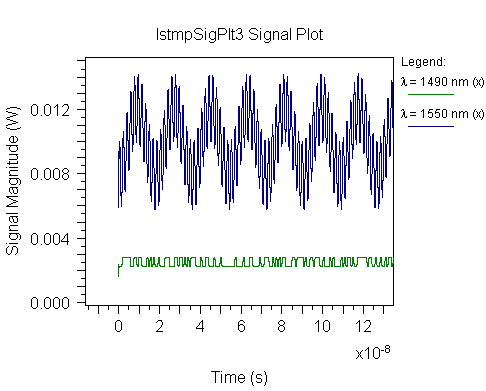 lstmpSigPlt3 Signal Plot
Legend:
λ = 1490 nm (x)
λ = 1550 nm (x)
Signal Magnitude (W)
0.012
0.008
0.004
0.000
0 2 4 6 8 10 12
x10-8
Time (s)